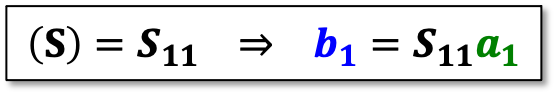 (S) = S₁₁ ⇒ b₁ = S₁₁a₁